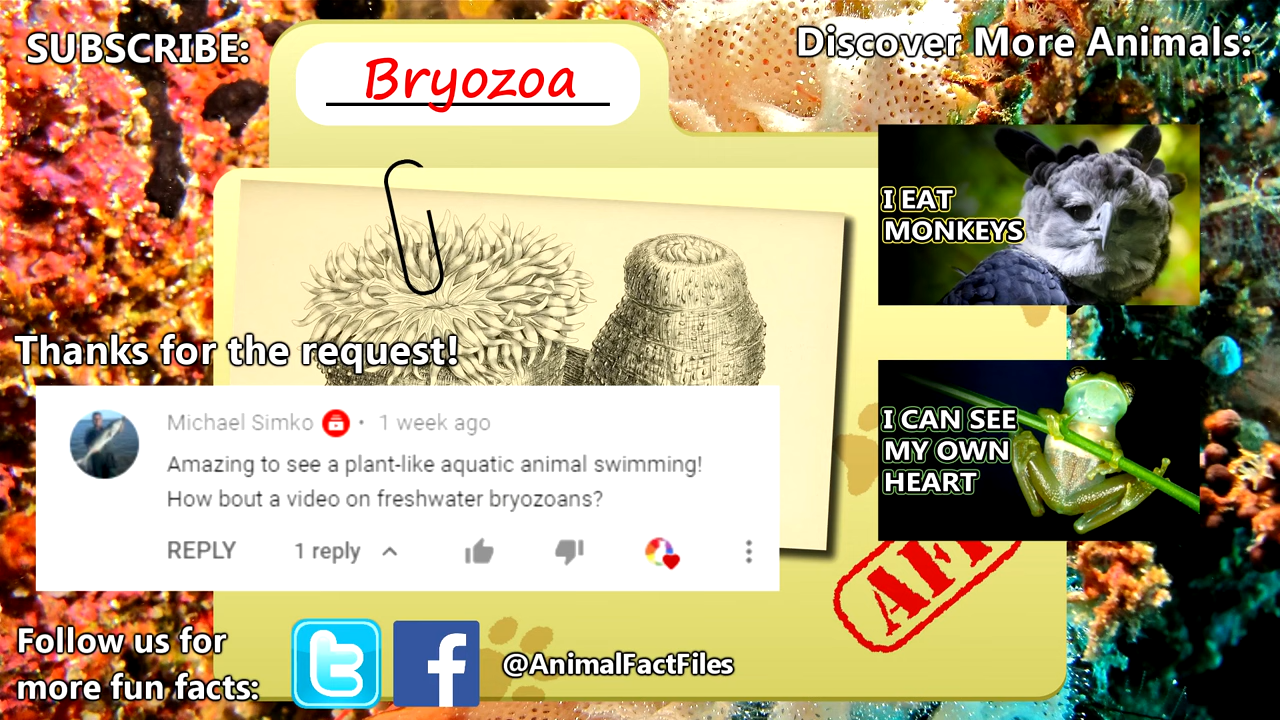 SUBSCRIBE:
Bryozoa
Discover More Animals:
I EAT
MONKEYS
Thanks for the request!
Michael Simko • 1 week ago
Amazing to see a plant-like aquatic animal swimming!
How bout a video on freshwater bryozoans?
REPLY 1 reply
I CAN SEE
MY OWN
HEART
AFF
Follow us for
more fun facts:
@AnimalFactFiles